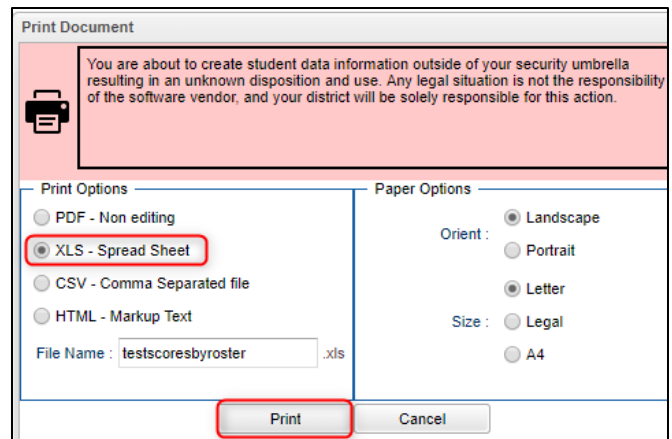 Print Document
You are about to create student data information outside of your security umbrella
resulting in an unknown disposition and use. Any legal situation is not the responsibility
of the software vendor, and your district will be solely responsible for this action.
Print Options
PDF - Non editing
XLS - Spread Sheet
CSV - Comma Separated file
HTML - Markup Text
File Name : testscoresbyroster .xls
Paper Options
Orient :
Landscape
Portrait
Size :
Letter
Legal
A4
Print
Cancel